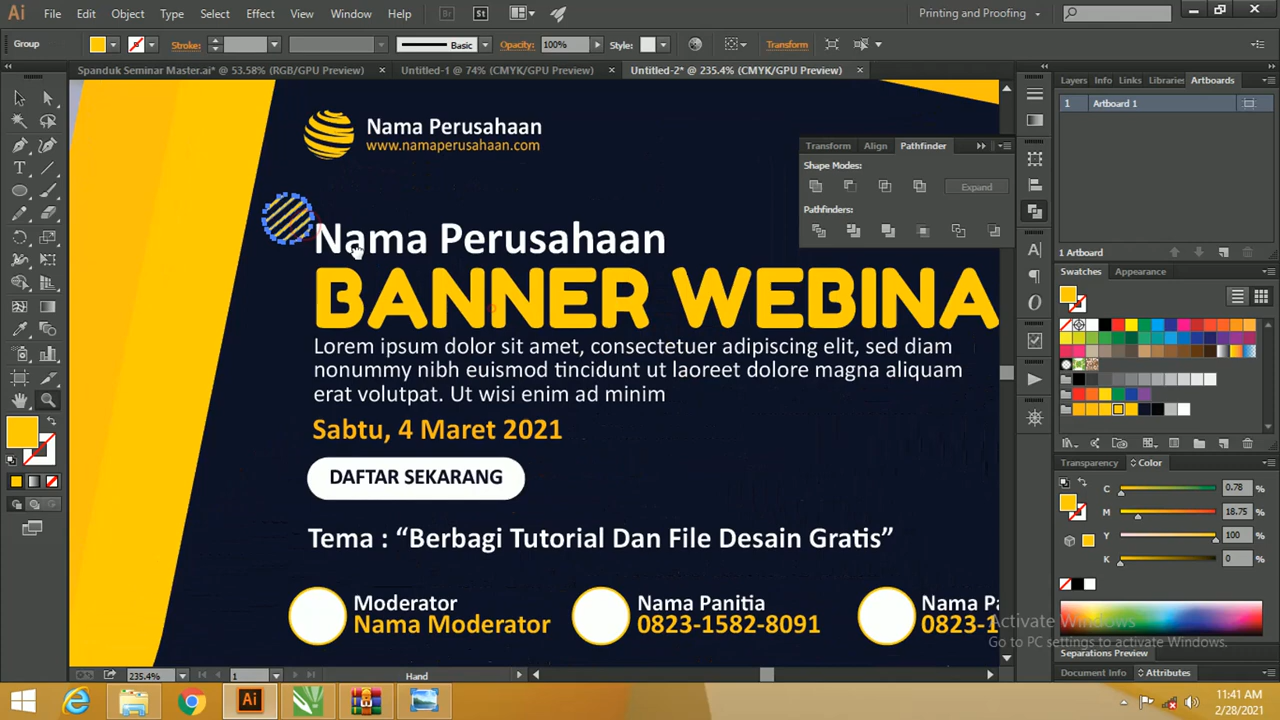 Ai File Edit Object Type Select Effect View Window Help Br St Printing and Proofing
Group Stroke: Basic Opacity: 100% Style: Transform
Spanduk Seminar Master.ai* @ 53.58% (RGB/GPU Preview) × Untitled-1 @ 74% (CMYK/GPU Preview) × Untitled-2* @ 235.4% (CMYK/GPU Preview) ×
Layers Info Links Libraries Artboards
1 Artboard 1
Nama Perusahaan
www.namaperusahaan.com
Transform Align Pathfinder
Shape Modes:
Expand
Pathfinders:
1 Artboard
Nama Perusahaan
BANNER WEBINA
Lorem ipsum dolor sit amet, consectetuer adipiscing elit, sed diam
nonummy nibh euismod tincidunt ut laoreet dolore magna aliquam
erat volutpat. Ut wisi enim ad minim
Sabtu, 4 Maret 2021
DAFTAR SEKARANG
Tema : “Berbagi Tutorial Dan File Desain Gratis”
Moderator
Nama Moderator
Nama Panitia
0823-1582-8091
Nama Pa
0823-1
Swatches Appearance
Transparency Color
C 0.78 %
M 18.75 %
Y 100 %
K 0 %
Activate Windows
Go to PC settings to activate Windows.
Separations Preview
Document Info Attributes
235.4% 1 Hand
11:41 AM
2/28/2021